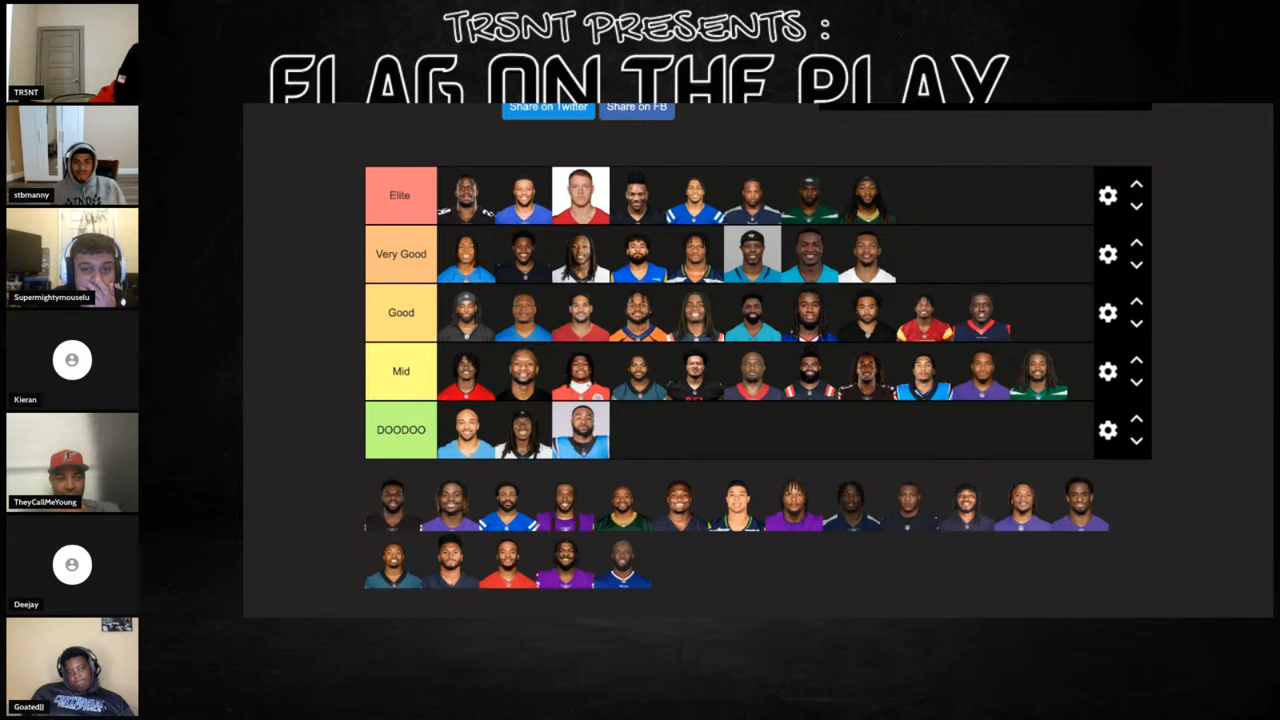 TR5NT PRESENTS :
FLAG ON THE PLAY
Share on Twitter
Share on FB
Elite
Very Good
Good
Mid
DOODOO
TR5NT
stbmanny
Supermightymouselu
Kieran
TheyCallMeYoung
Deejay
GoatedJJ